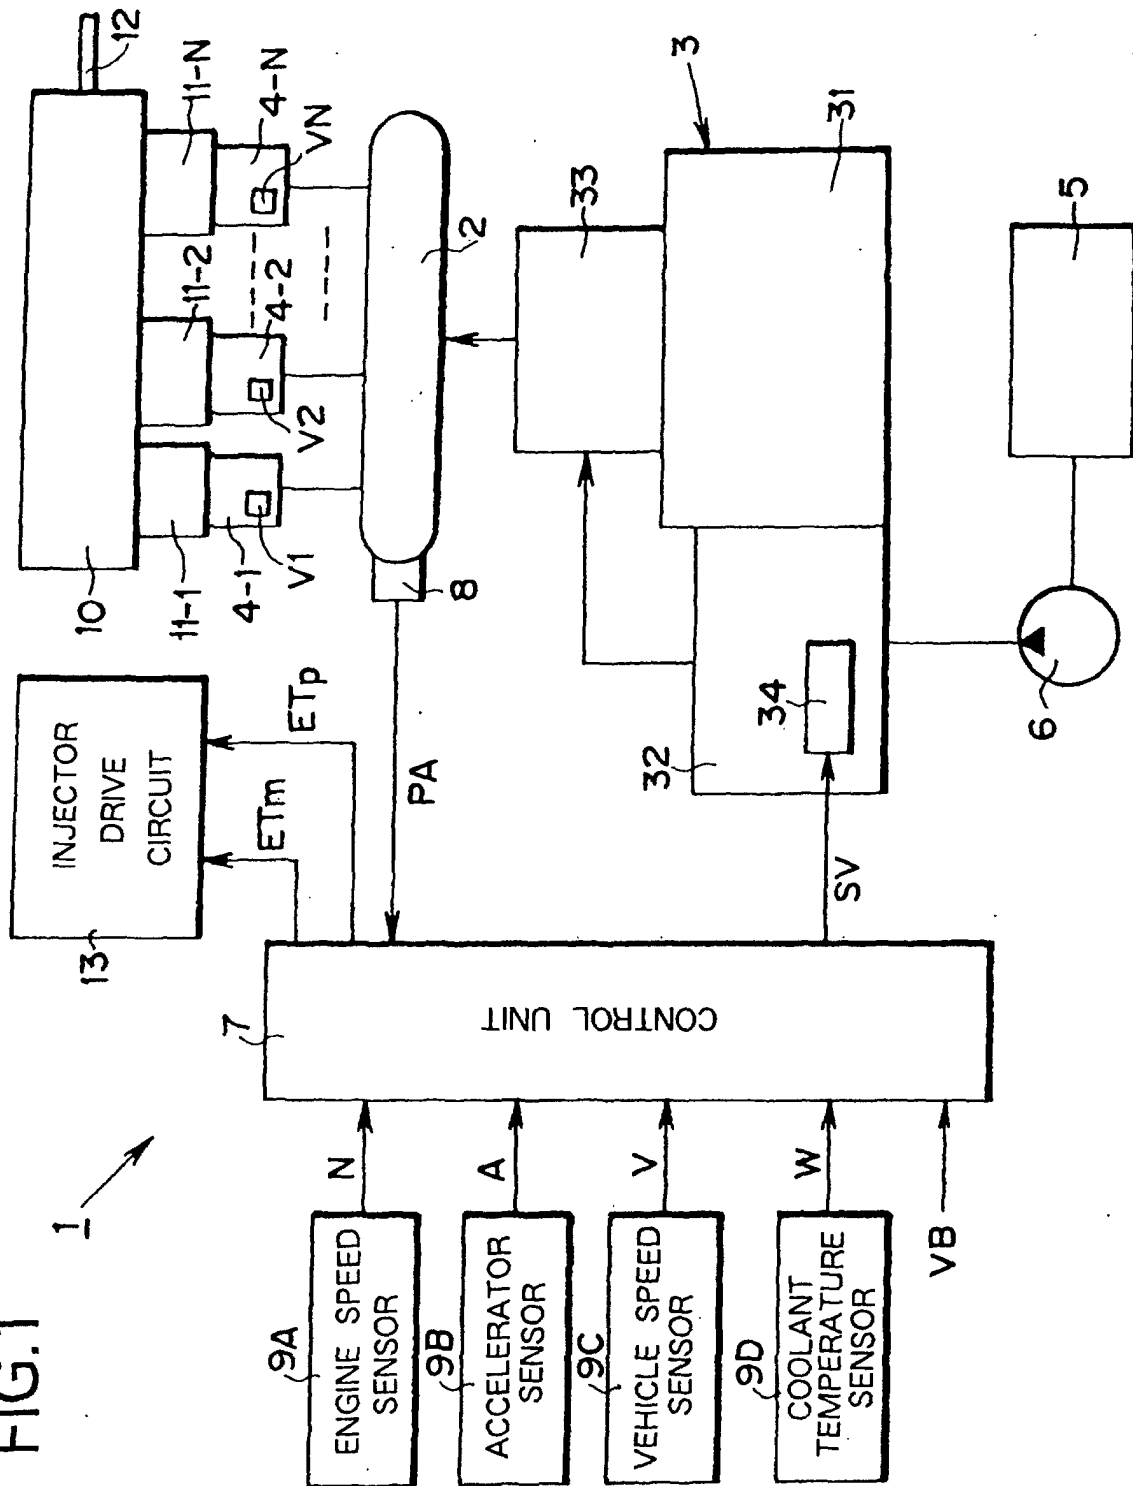 FIG.1
1
9A
ENGINE SPEED
SENSOR
N
9B
ACCELERATOR
SENSOR
A
9C
VEHICLE SPEED
SENSOR
V
9D
COOLANT
TEMPERATURE
SENSOR
W
VB
7
CONTROL UNIT
13
INJECTOR
DRIVE
CIRCUIT
ETm
ETp
PA
SV
10
12
11-1
11-2
11-N
4-1
4-2
4-N
V1
V2
VN
2
8
3
31
32
33
34
5
6